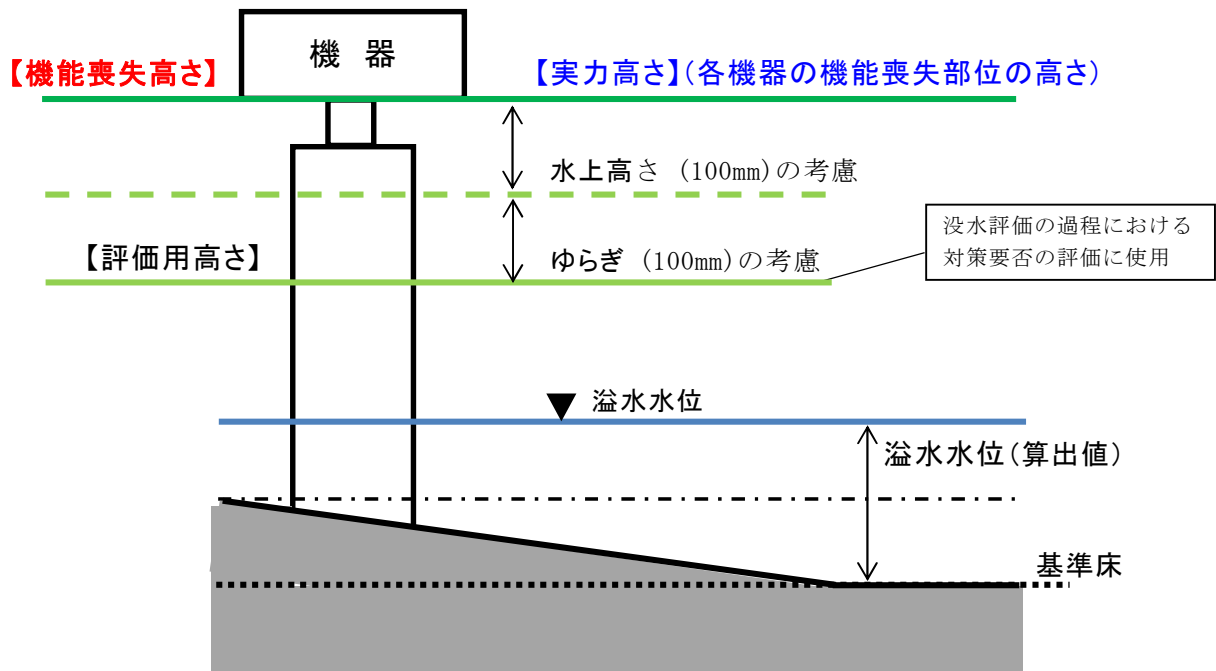 機 器
【機能喪失高さ】
【実力高さ】(各機器の機能喪失部位の高さ)
水上高さ (100mm)の考慮
没水評価の過程における
対策要否の評価に使用
【評価用高さ】
ゆらぎ (100mm)の考慮
▼ 溢水水位
溢水水位(算出値)
基準床